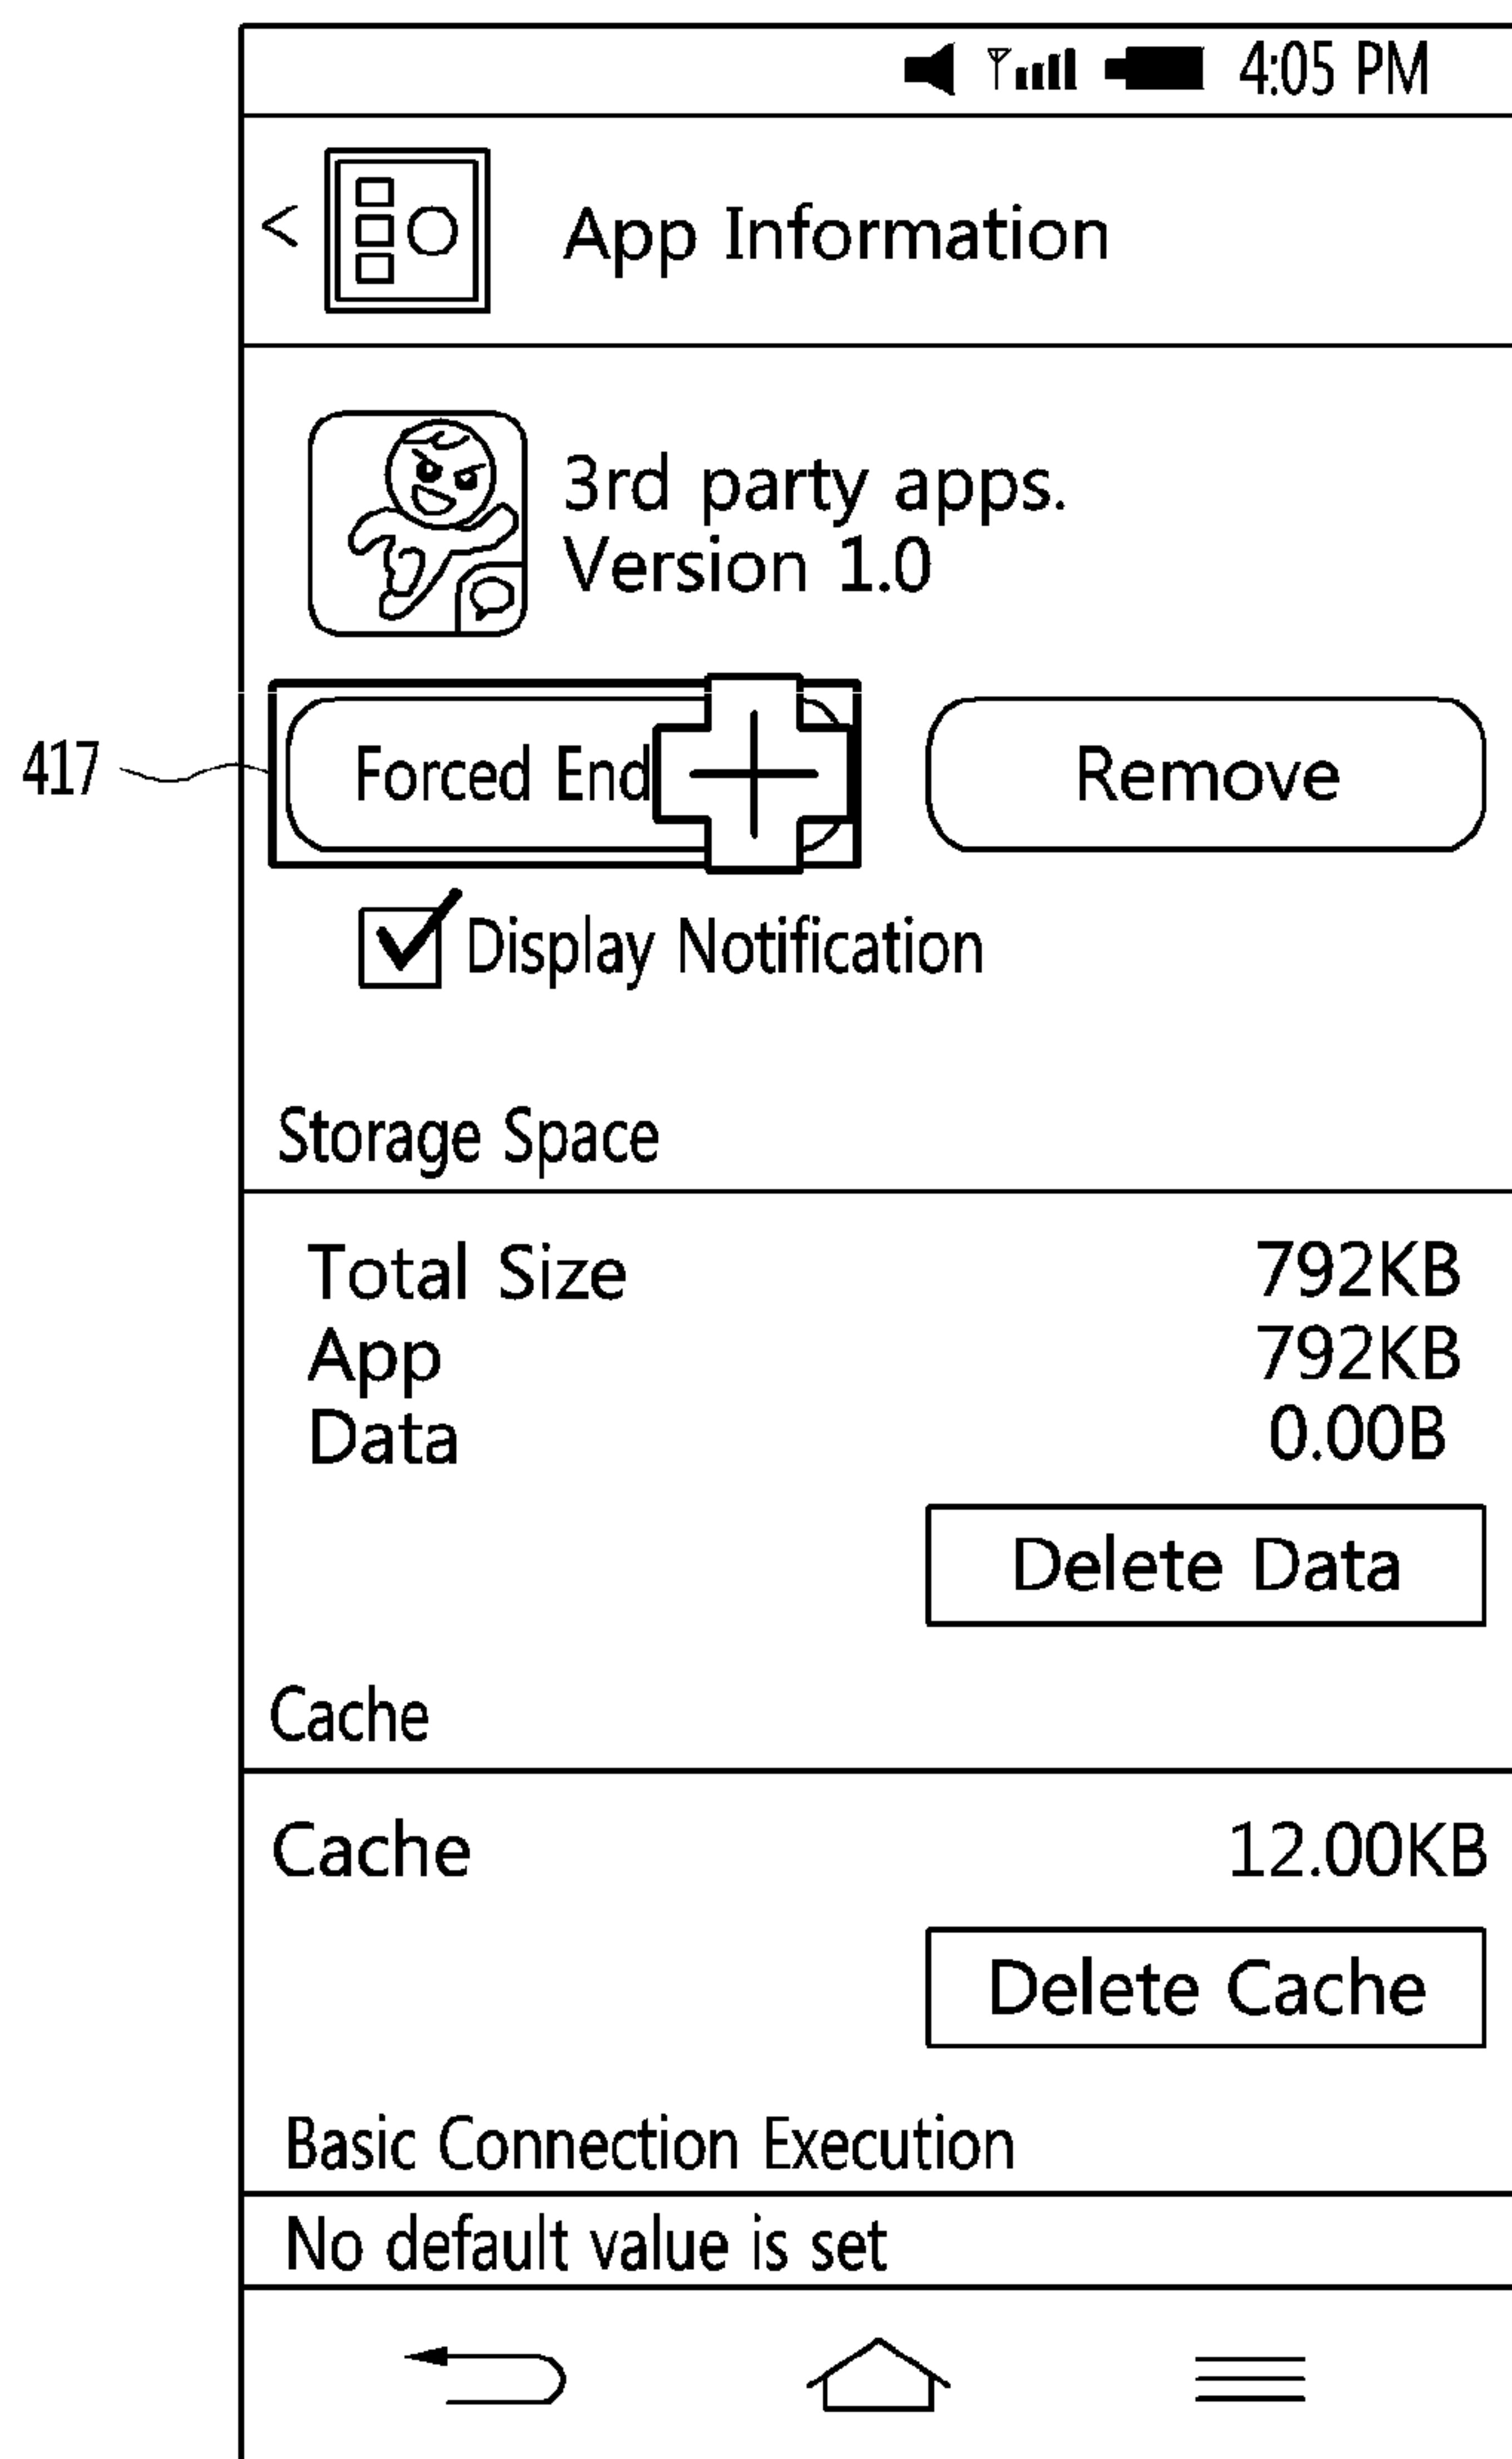 4:05 PM
< App Information
3rd party apps.
Version 1.0
417
Forced End
Remove
Display Notification
Storage Space
Total Size 792KB
App 792KB
Data 0.00B
Delete Data
Cache
Cache 12.00KB
Delete Cache
Basic Connection Execution
No default value is set